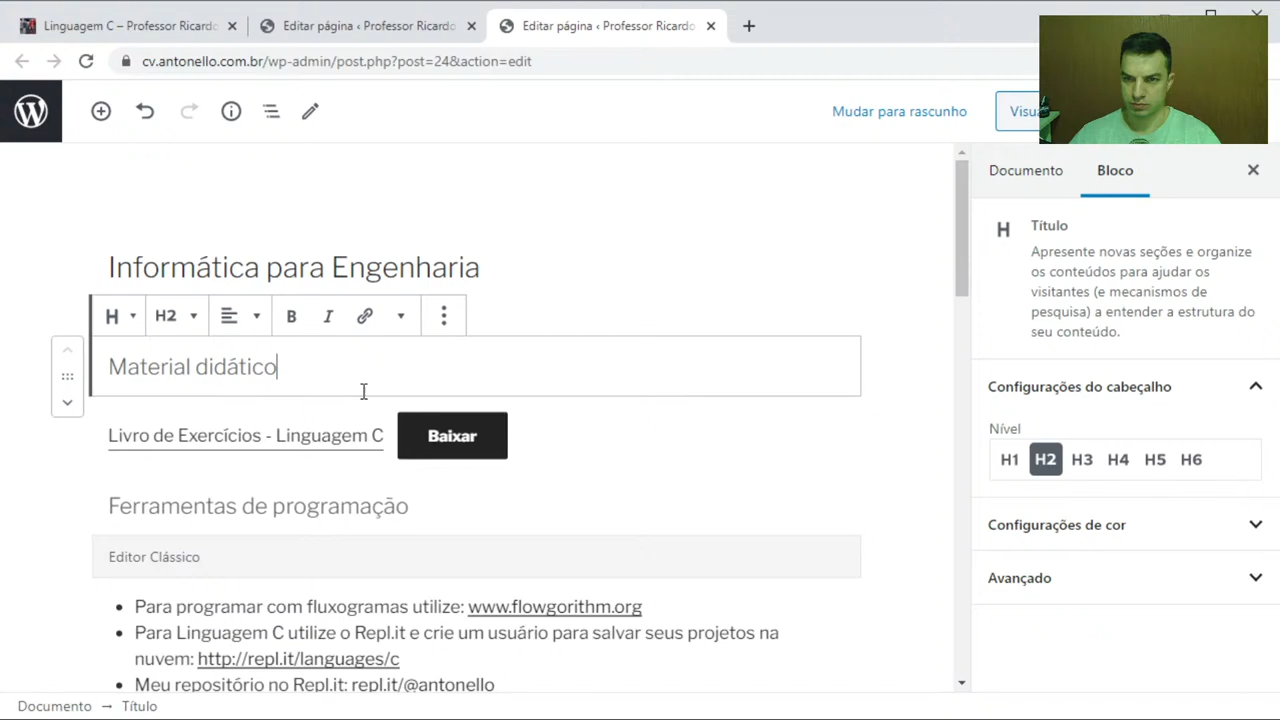 Linguagem C – Professor Ricardo
Editar página ‹ Professor Ricardo
Editar página ‹ Professor Ricardo
cv.antonello.com.br/wp-admin/post.php?post=24&action=edit
Mudar para rascunho
Documento
Bloco
Título
Apresente novas seções e organize
os conteúdos para ajudar os
visitantes (e mecanismos de
pesquisa) a entender a estrutura do
seu conteúdo.
Informática para Engenharia
H H2 B I
Material didático
Configurações do cabeçalho
Nível
H1 H2 H3 H4 H5 H6
Livro de Exercícios - Linguagem C
Baixar
Ferramentas de programação
Configurações de cor
Editor Clássico
Avançado
Para programar com fluxogramas utilize: www.flowgorithm.org
Para Linguagem C utilize o Repl.it e crie um usuário para salvar seus projetos na
nuvem: http://repl.it/languages/c
Meu repositório no Repl.it: repl.it/@antonello
Documento → Título